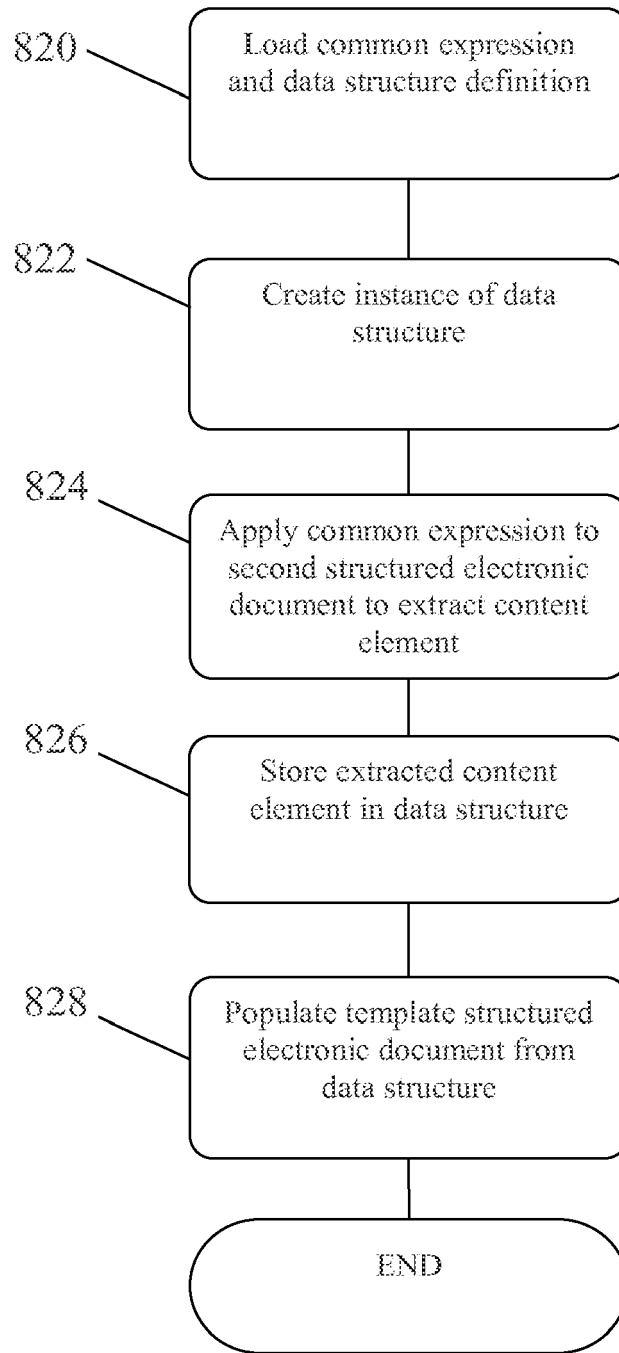 820
Load common expression
and data structure definition
822
Create instance of data
structure
824
Apply common expression to
second structured electronic
document to extract content
element
826
Store extracted content
element in data structure
828
Populate template structured
electronic document from
data structure
END